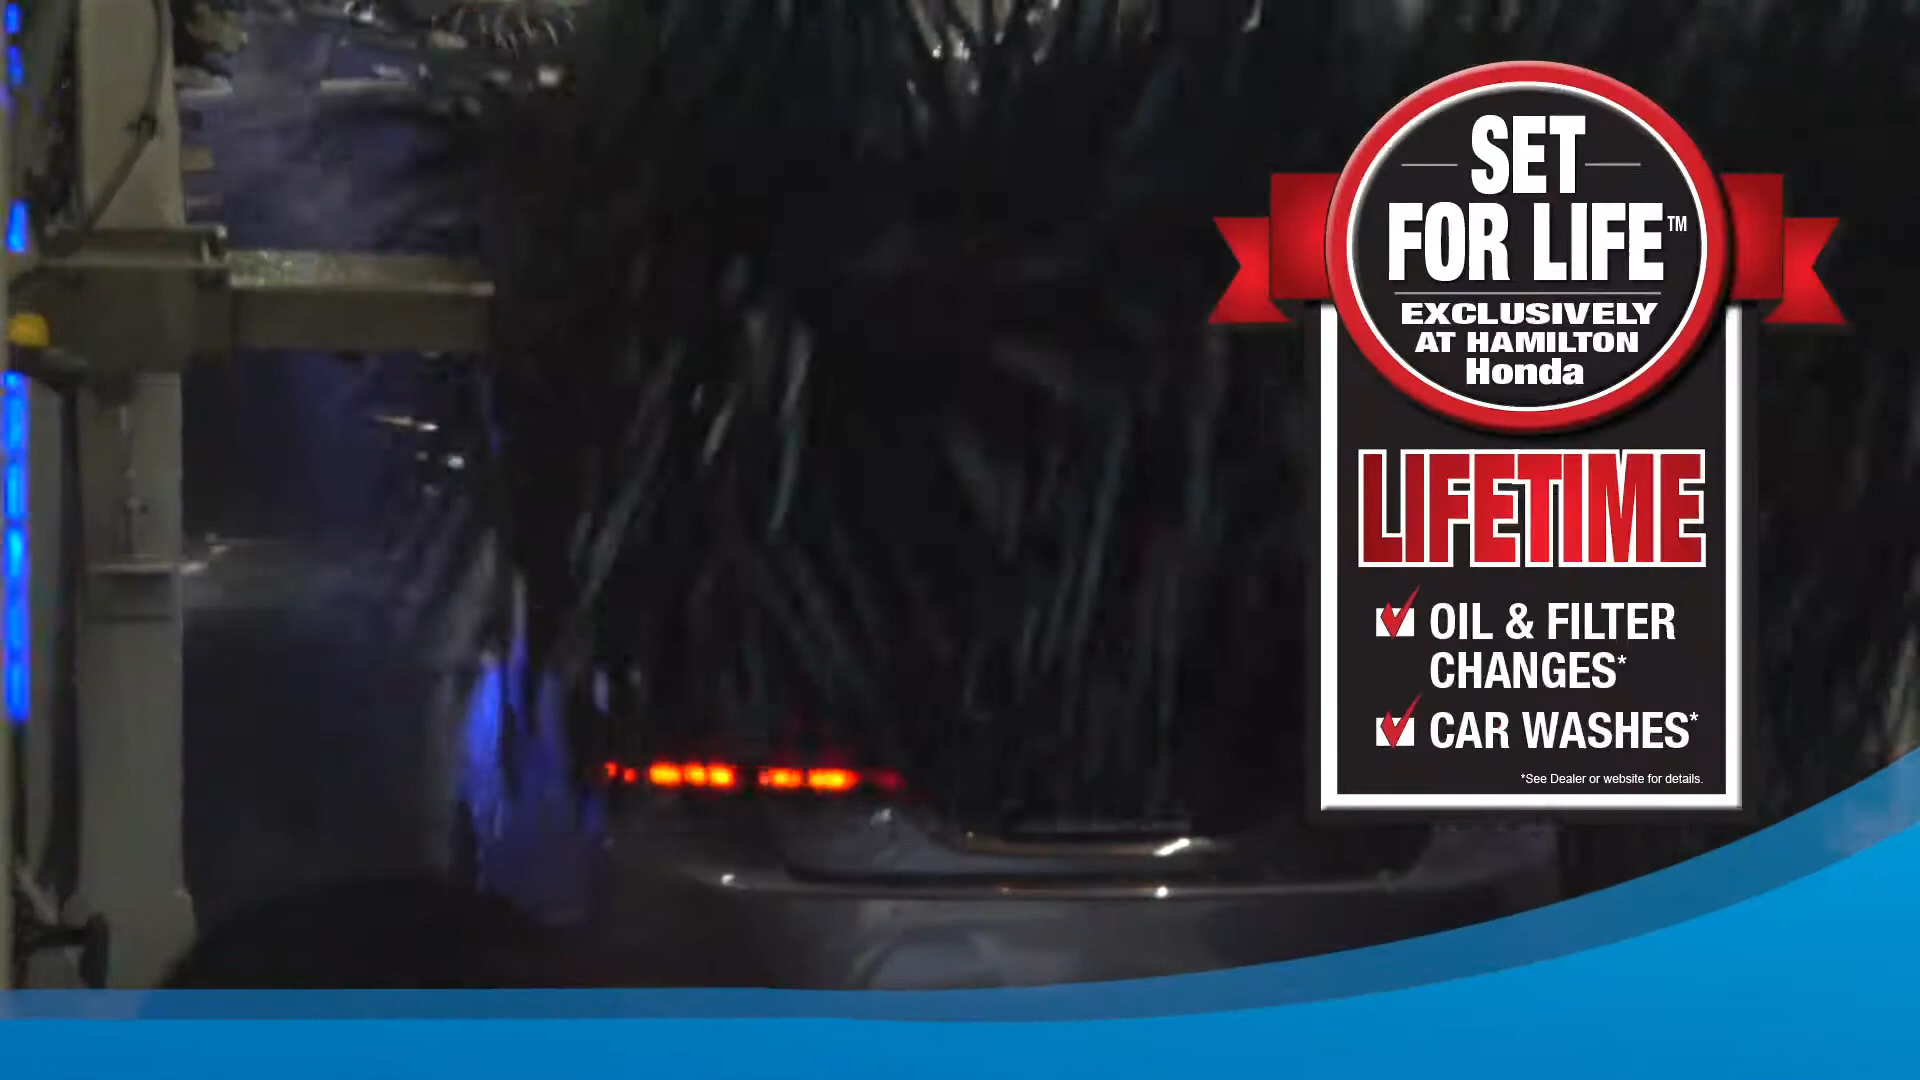 SET
FOR LIFE™
EXCLUSIVELY
AT HAMILTON
Honda
LIFETIME
OIL & FILTER
CHANGES*
CAR WASHES*
*See Dealer or website for details.